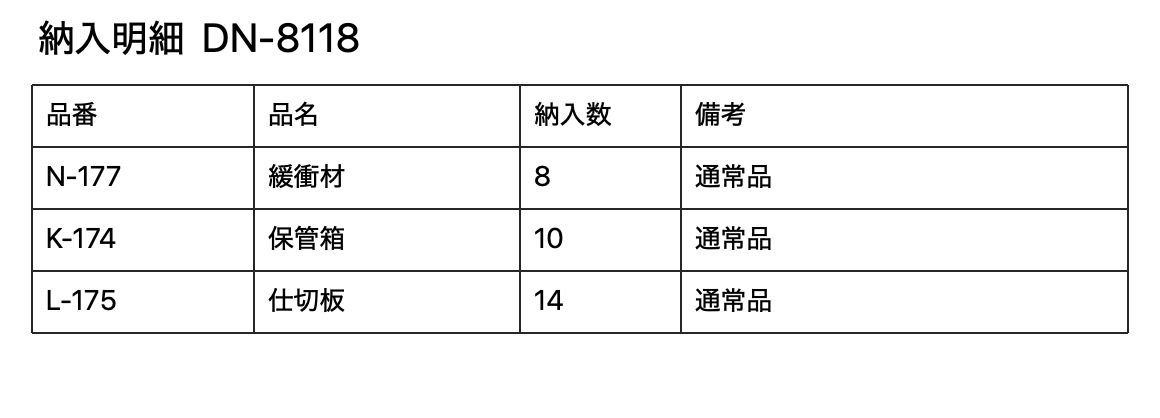 納入明細 DN-8118
品番 品名 納入数 備考
N-177 緩衝材 8 通常品
K-174 保管箱 10 通常品
L-175 仕切板 14 通常品